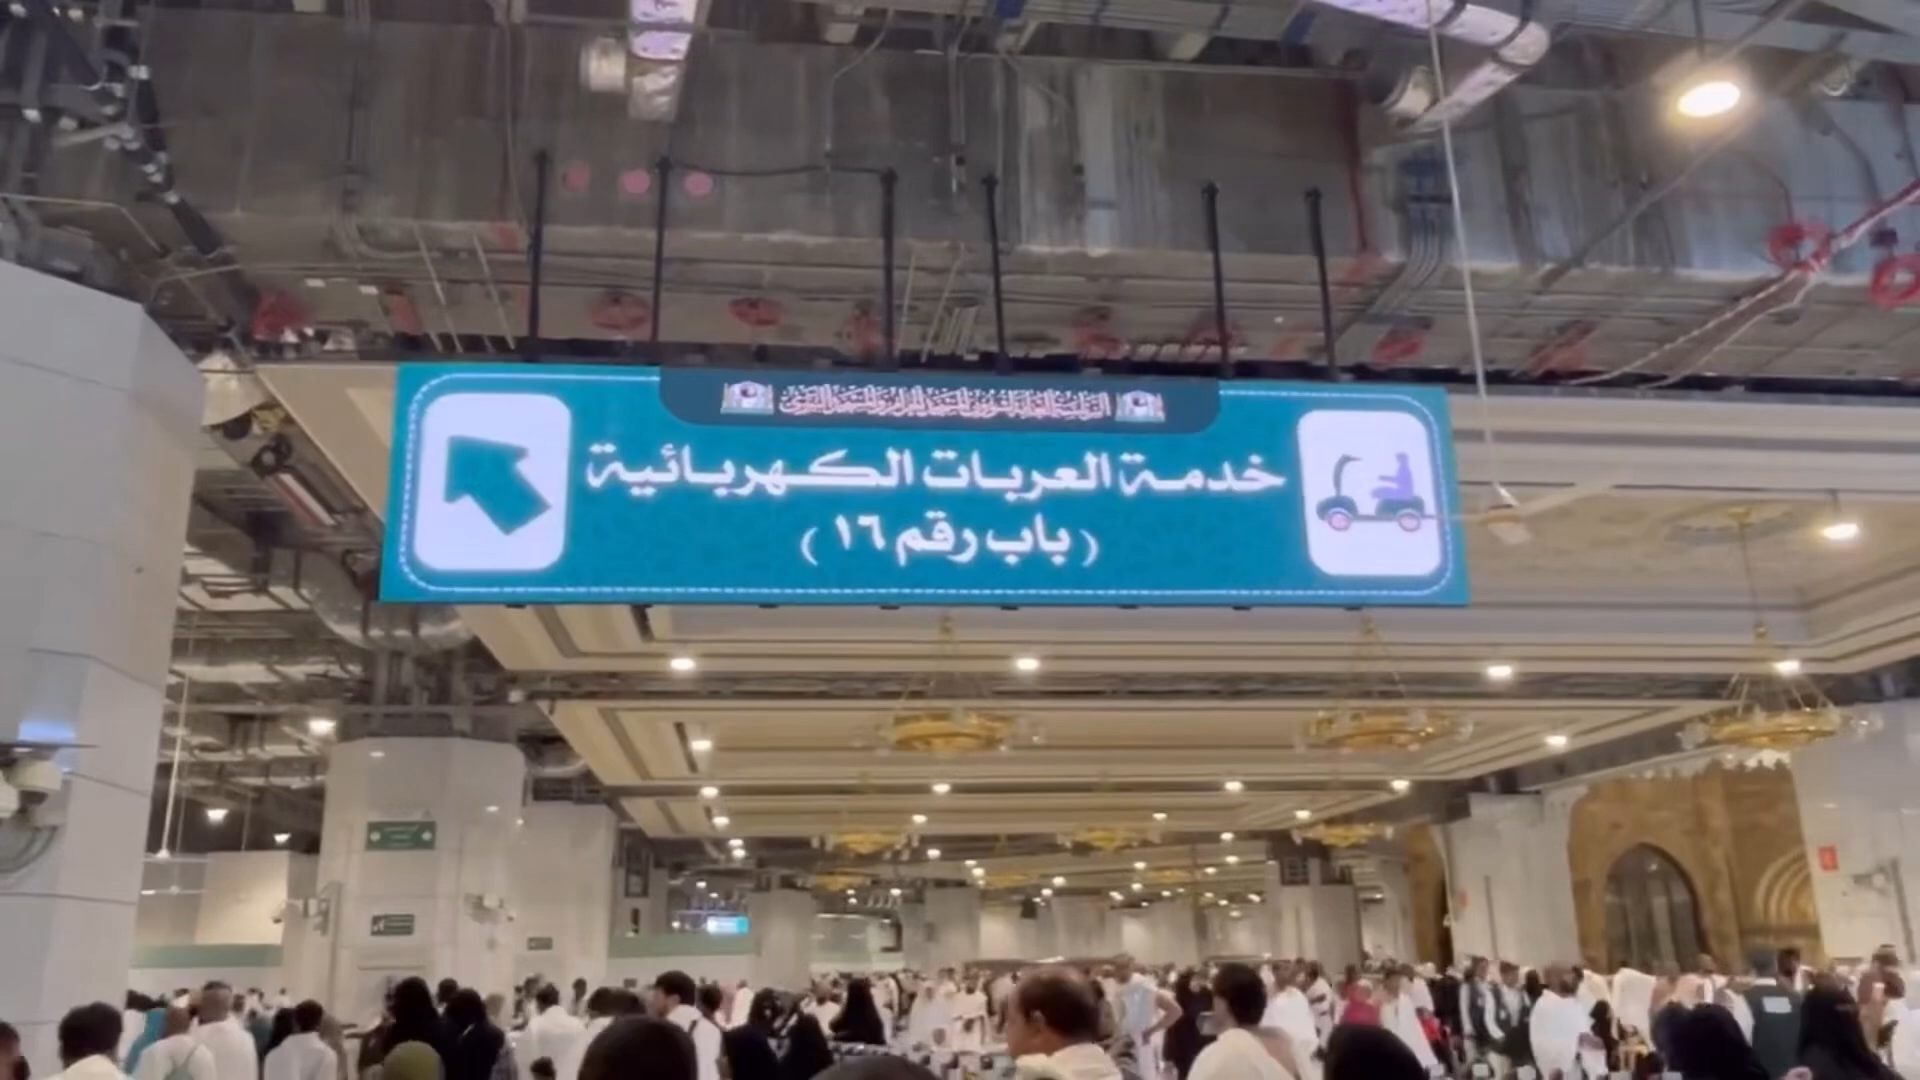 خدمة العربات الكهربائية
( باب رقم ١٦ )